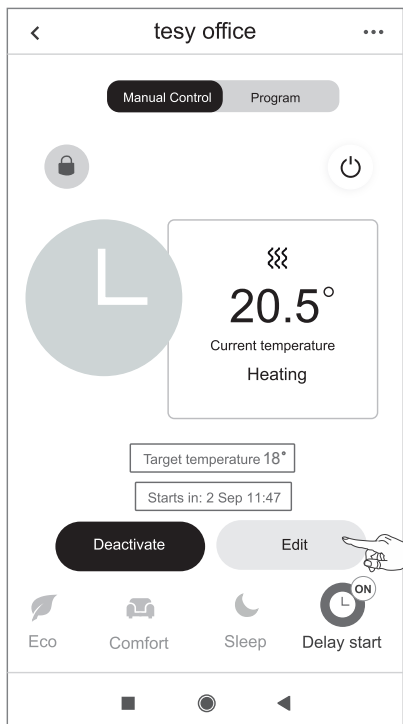 tesy office
Manual Control Program
20.5°
Current temperature
Heating
Target temperature 18°
Starts in: 2 Sep 11:47
Deactivate Edit
ON
Eco Comfort Sleep Delay start